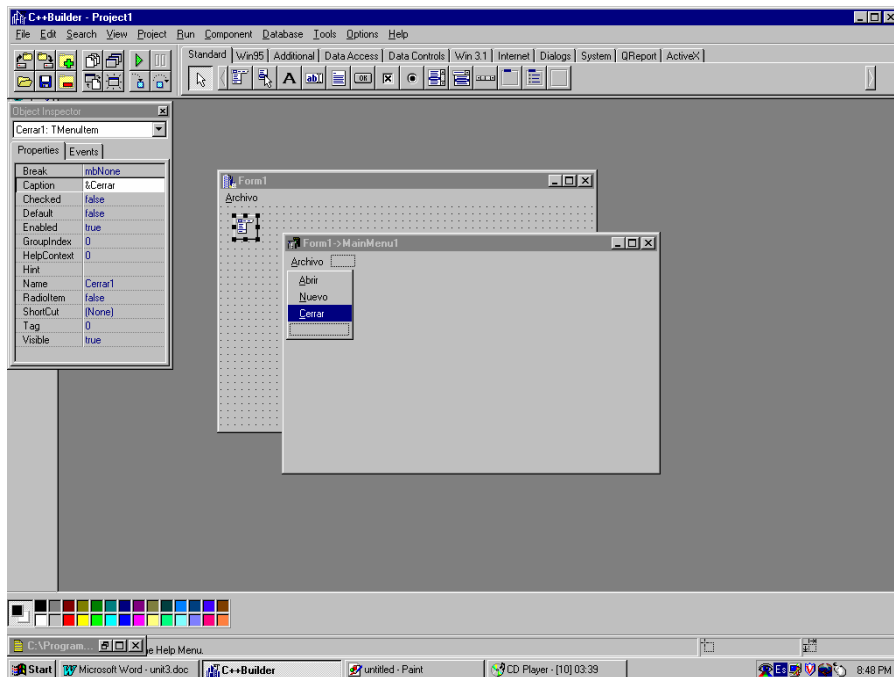 C++Builder - Project1
File Edit Search View Project Run Component Database Tools Options Help
Standard Win95 Additional Data Access Data Controls Win 3.1 Internet Dialogs System QReport ActiveX
A ab OK
Object Inspector
Cerrar1: TMenuItem
Properties Events
Break mbNone
Caption &Cerrar
Checked false
Default false
Enabled true
GroupIndex 0
HelpContext 0
Hint
Name Cerrar1
RadioItem false
ShortCut (None)
Tag 0
Visible true
Form1
Archivo
Form1->MainMenu1
Archivo
Abrir
Nuevo
Cerrar
C:\Program... e Help Menu.
Start Microsoft Word - unit3.doc C++Builder untitled - Paint CD Player - [10] 03:39 Es 8:48 PM